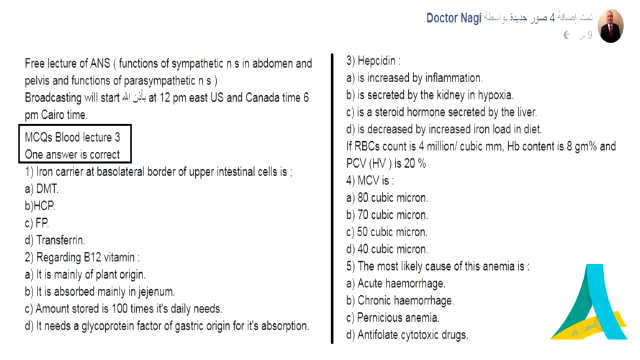 تمت إضافة 4 صور جديدة بواسطة Doctor Nagi
9 س
Free lecture of ANS ( functions of sympathetic n s in abdomen and
pelvis and functions of parasympathetic n s )
Broadcasting will start بأذن الله at 12 pm east US and Canada time 6
pm Cairo time.
MCQs Blood lecture 3
One answer is correct
1) Iron carrier at basolateral border of upper intestinal cells is ;
a) DMT.
b)HCP.
c) FP.
d) Transferrin.
2) Regarding B12 vitamin :
a) It is mainly of plant origin.
b) It is absorbed mainly in jejenum.
c) Amount stored is 100 times it's daily needs.
d) It needs a glycoprotein factor of gastric origin for it's absorption.
3) Hepcidin :
a) is increased by inflammation.
b) is secreted by the kidney in hypoxia.
c) is a steroid hormone secreted by the liver.
d) is decreased by increased iron load in diet.
If RBCs count is 4 million/ cubic mm, Hb content is 8 gm% and
PCV (HV ) is 20 %
4) MCV is :
a) 80 cubic micron.
b) 70 cubic micron.
c) 50 cubic micron.
d) 40 cubic micron.
5) The most likely cause of this anemia is :
a) Acute haemorrhage.
b) Chronic haemorrhage.
c) Pernicious anemia.
d) Antifolate cytotoxic drugs.